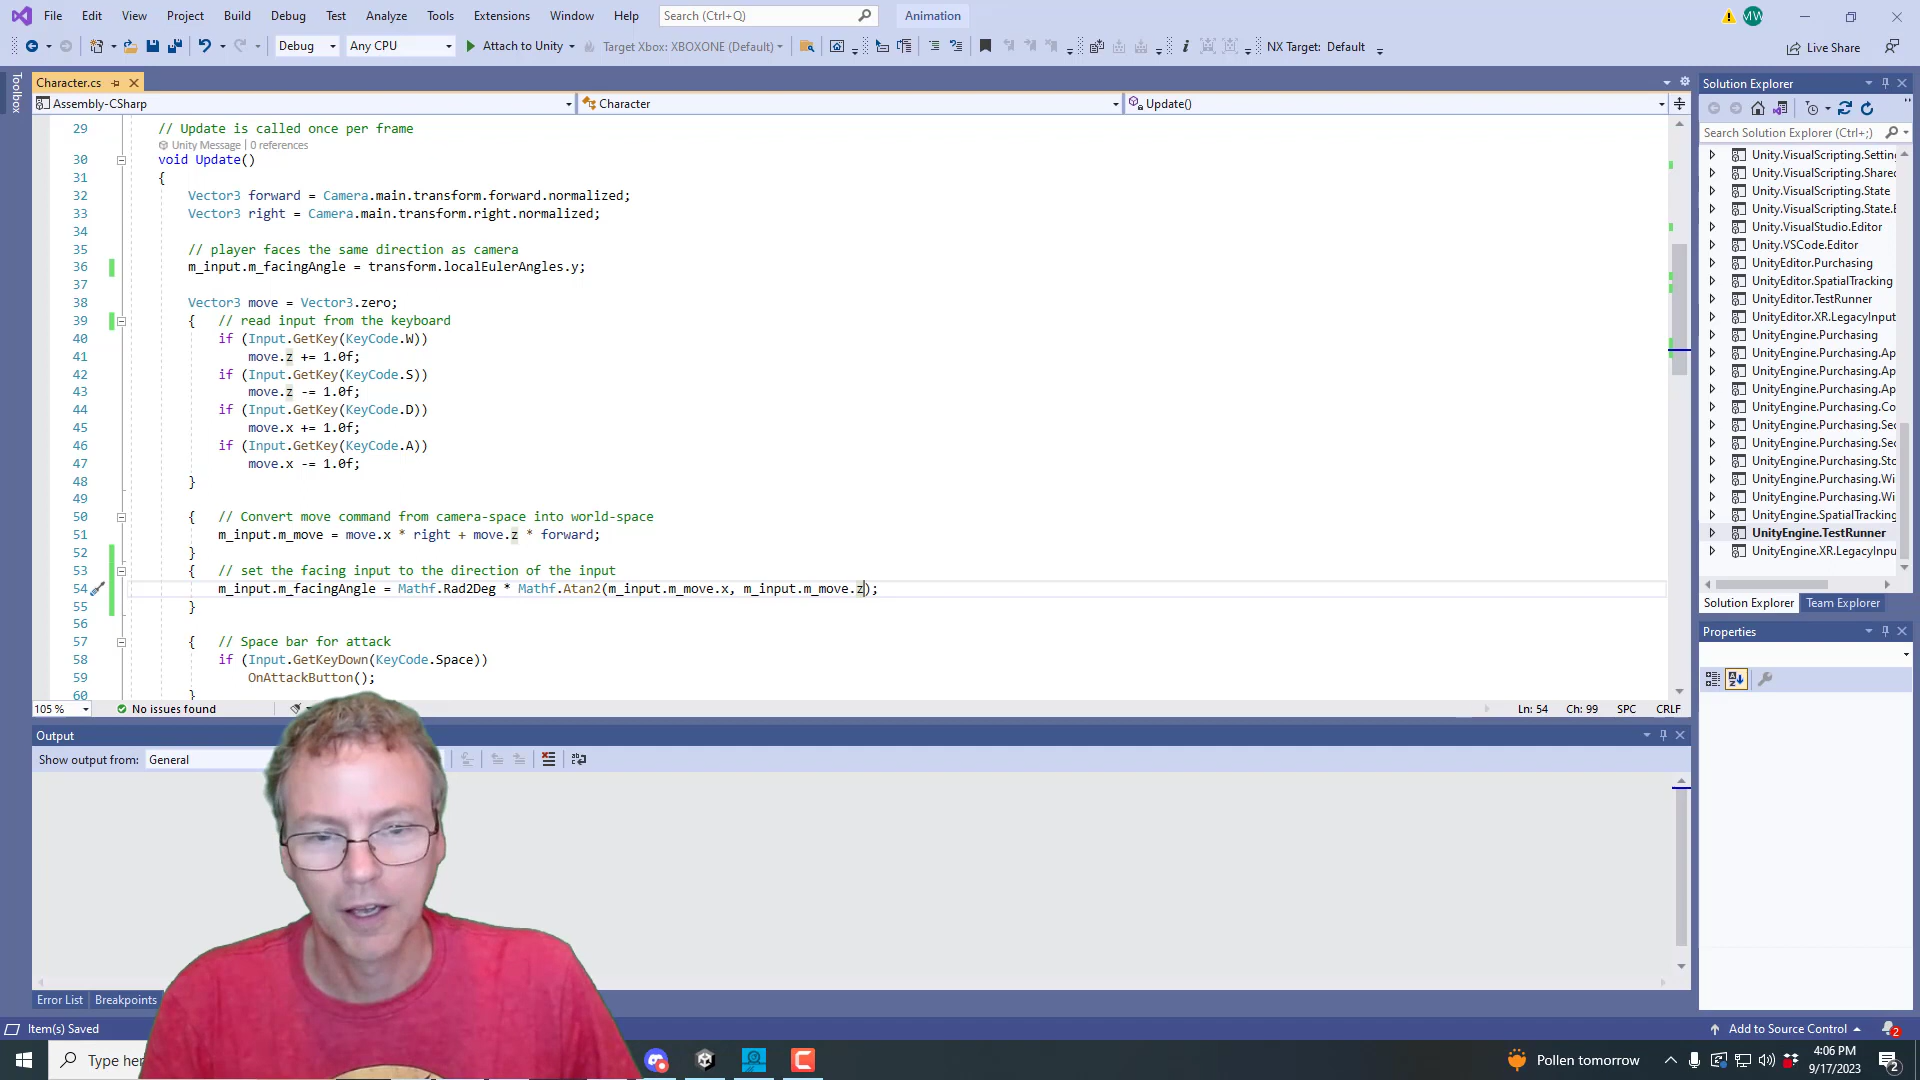 File Edit View Project Build Debug Test Analyze Tools Extensions Window Help Search (Ctrl+Q) Animation MW
Debug Any CPU Attach to Unity Target Xbox: XBOXONE (Default) NX Target: Default Live Share
Toolbox
Character.cs
Assembly-CSharp Character Update()
29 // Update is called once per frame
Unity Message | 0 references
30 void Update()
31 {
32 Vector3 forward = Camera.main.transform.forward.normalized;
33 Vector3 right = Camera.main.transform.right.normalized;
34
35 // player faces the same direction as camera
36 m_input.m_facingAngle = transform.localEulerAngles.y;
37
38 Vector3 move = Vector3.zero;
39 { // read input from the keyboard
40 if (Input.GetKey(KeyCode.W))
41 move.z += 1.0f;
42 if (Input.GetKey(KeyCode.S))
43 move.z -= 1.0f;
44 if (Input.GetKey(KeyCode.D))
45 move.x += 1.0f;
46 if (Input.GetKey(KeyCode.A))
47 move.x -= 1.0f;
48 }
49
50 { // Convert move command from camera-space into world-space
51 m_input.m_move = move.x * right + move.z * forward;
52 }
53 { // set the facing input to the direction of the input
54 m_input.m_facingAngle = Mathf.Rad2Deg * Mathf.Atan2(m_input.m_move.x, m_input.m_move.z);
55 }
56
57 { // Space bar for attack
58 if (Input.GetKeyDown(KeyCode.Space))
59 OnAttackButton();
60 }
105 % No issues found Ln: 54 Ch: 99 SPC CRLF
Output
Show output from: General
Error List Breakpoints
Item(s) Saved Add to Source Control 2
Solution Explorer
Search Solution Explorer (Ctrl+;)
Unity.VisualScripting.Settin
Unity.VisualScripting.Shared
Unity.VisualScripting.State
Unity.VisualScripting.State.E
Unity.VisualStudio.Editor
Unity.VSCode.Editor
UnityEditor.Purchasing
UnityEditor.SpatialTracking
UnityEditor.TestRunner
UnityEditor.XR.LegacyInput
UnityEngine.Purchasing
UnityEngine.Purchasing.Ap
UnityEngine.Purchasing.Ap
UnityEngine.Purchasing.Ap
UnityEngine.Purchasing.Co
UnityEngine.Purchasing.Sec
UnityEngine.Purchasing.Sec
UnityEngine.Purchasing.Sto
UnityEngine.Purchasing.Wi
UnityEngine.Purchasing.Wi
UnityEngine.SpatialTracking
UnityEngine.TestRunner
UnityEngine.XR.LegacyInpu
Solution Explorer Team Explorer
Properties
Type her Pollen tomorrow 4:06 PM
9/17/2023 2